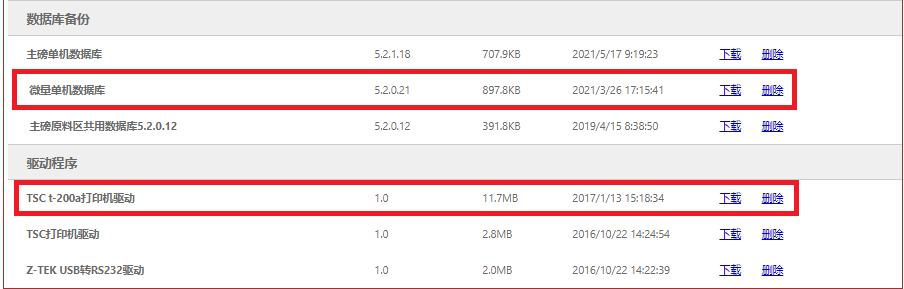 数据库备份
主磅单机数据库 5.2.1.18 707.9KB 2021/5/17 9:19:23 下载 删除
微量单机数据库 5.2.0.21 897.8KB 2021/3/26 17:15:41 下载 删除
主磅原料区共用数据库5.2.0.12 5.2.0.12 391.8KB 2019/4/15 8:38:50 下载 删除
驱动程序
TSC t-200a打印机驱动 1.0 11.7MB 2017/1/13 15:18:34 下载 删除
TSC打印机驱动 1.0 2.8MB 2016/10/22 14:24:54 下载 删除
Z-TEK USB转RS232驱动 1.0 2.0MB 2016/10/22 14:22:39 下载 删除